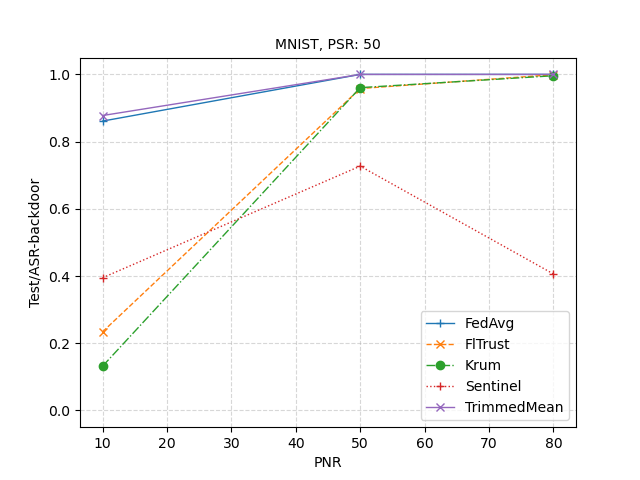 MNIST, PSR: 50
Test/ASR-backdoor
1.0
0.8
0.6
0.4
0.2
0.0
FedAvg
FlTrust
Krum
Sentinel
TrimmedMean
10 20 30 40 50 60 70 80
PNR